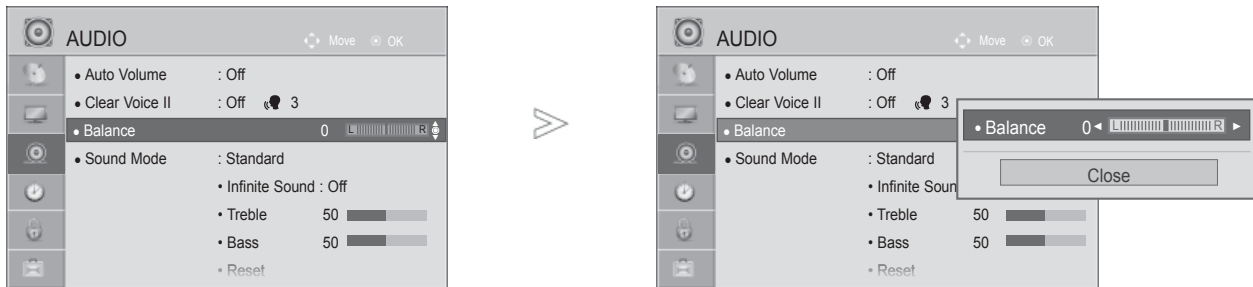 AUDIO
Move OK
• Auto Volume : Off
• Clear Voice II : Off 3
• Balance 0 L R
• Sound Mode : Standard
• Infinite Sound : Off
• Treble 50
• Bass 50
• Reset
AUDIO
Move OK
• Auto Volume : Off
• Clear Voice II : Off 3
• Balance
• Sound Mode : Standard
• Infinite Soun
• Treble 50
• Bass 50
• Reset
• Balance 0 ◄ L R ►
Close